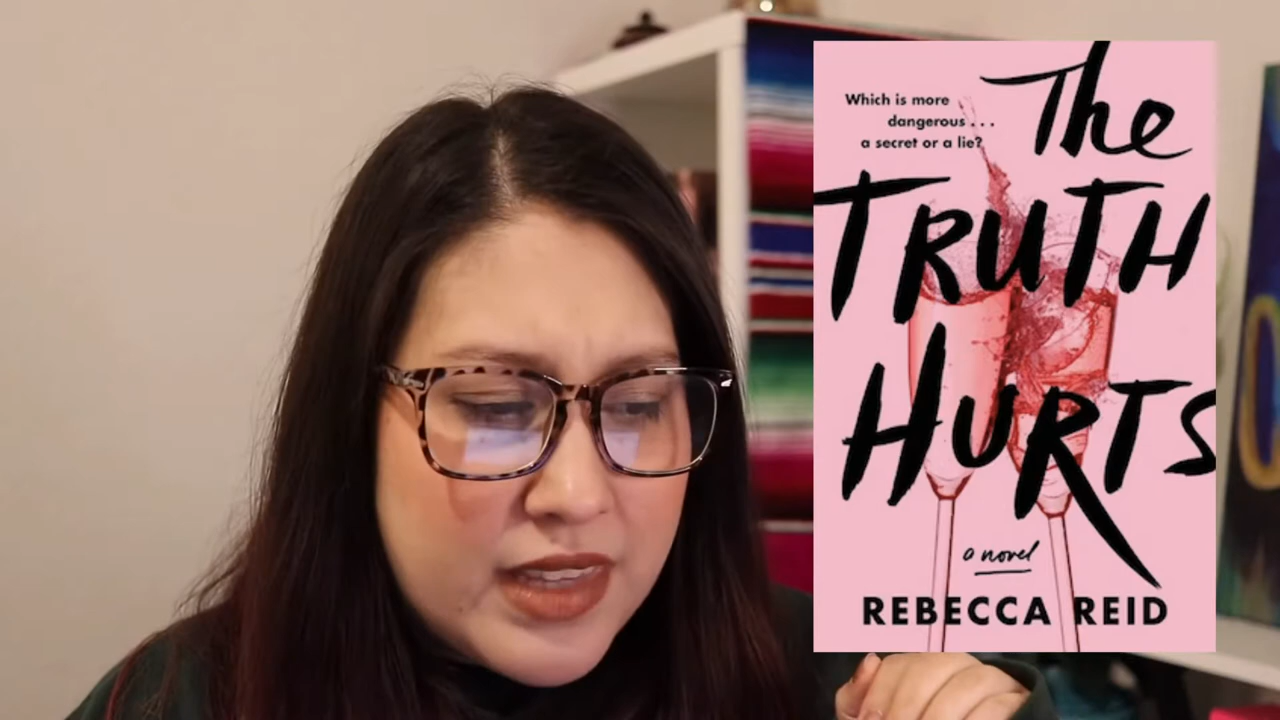 Which is more
dangerous . . .
a secret or a lie?
The
TRUTH
HURTS
a novel
REBECCA REID